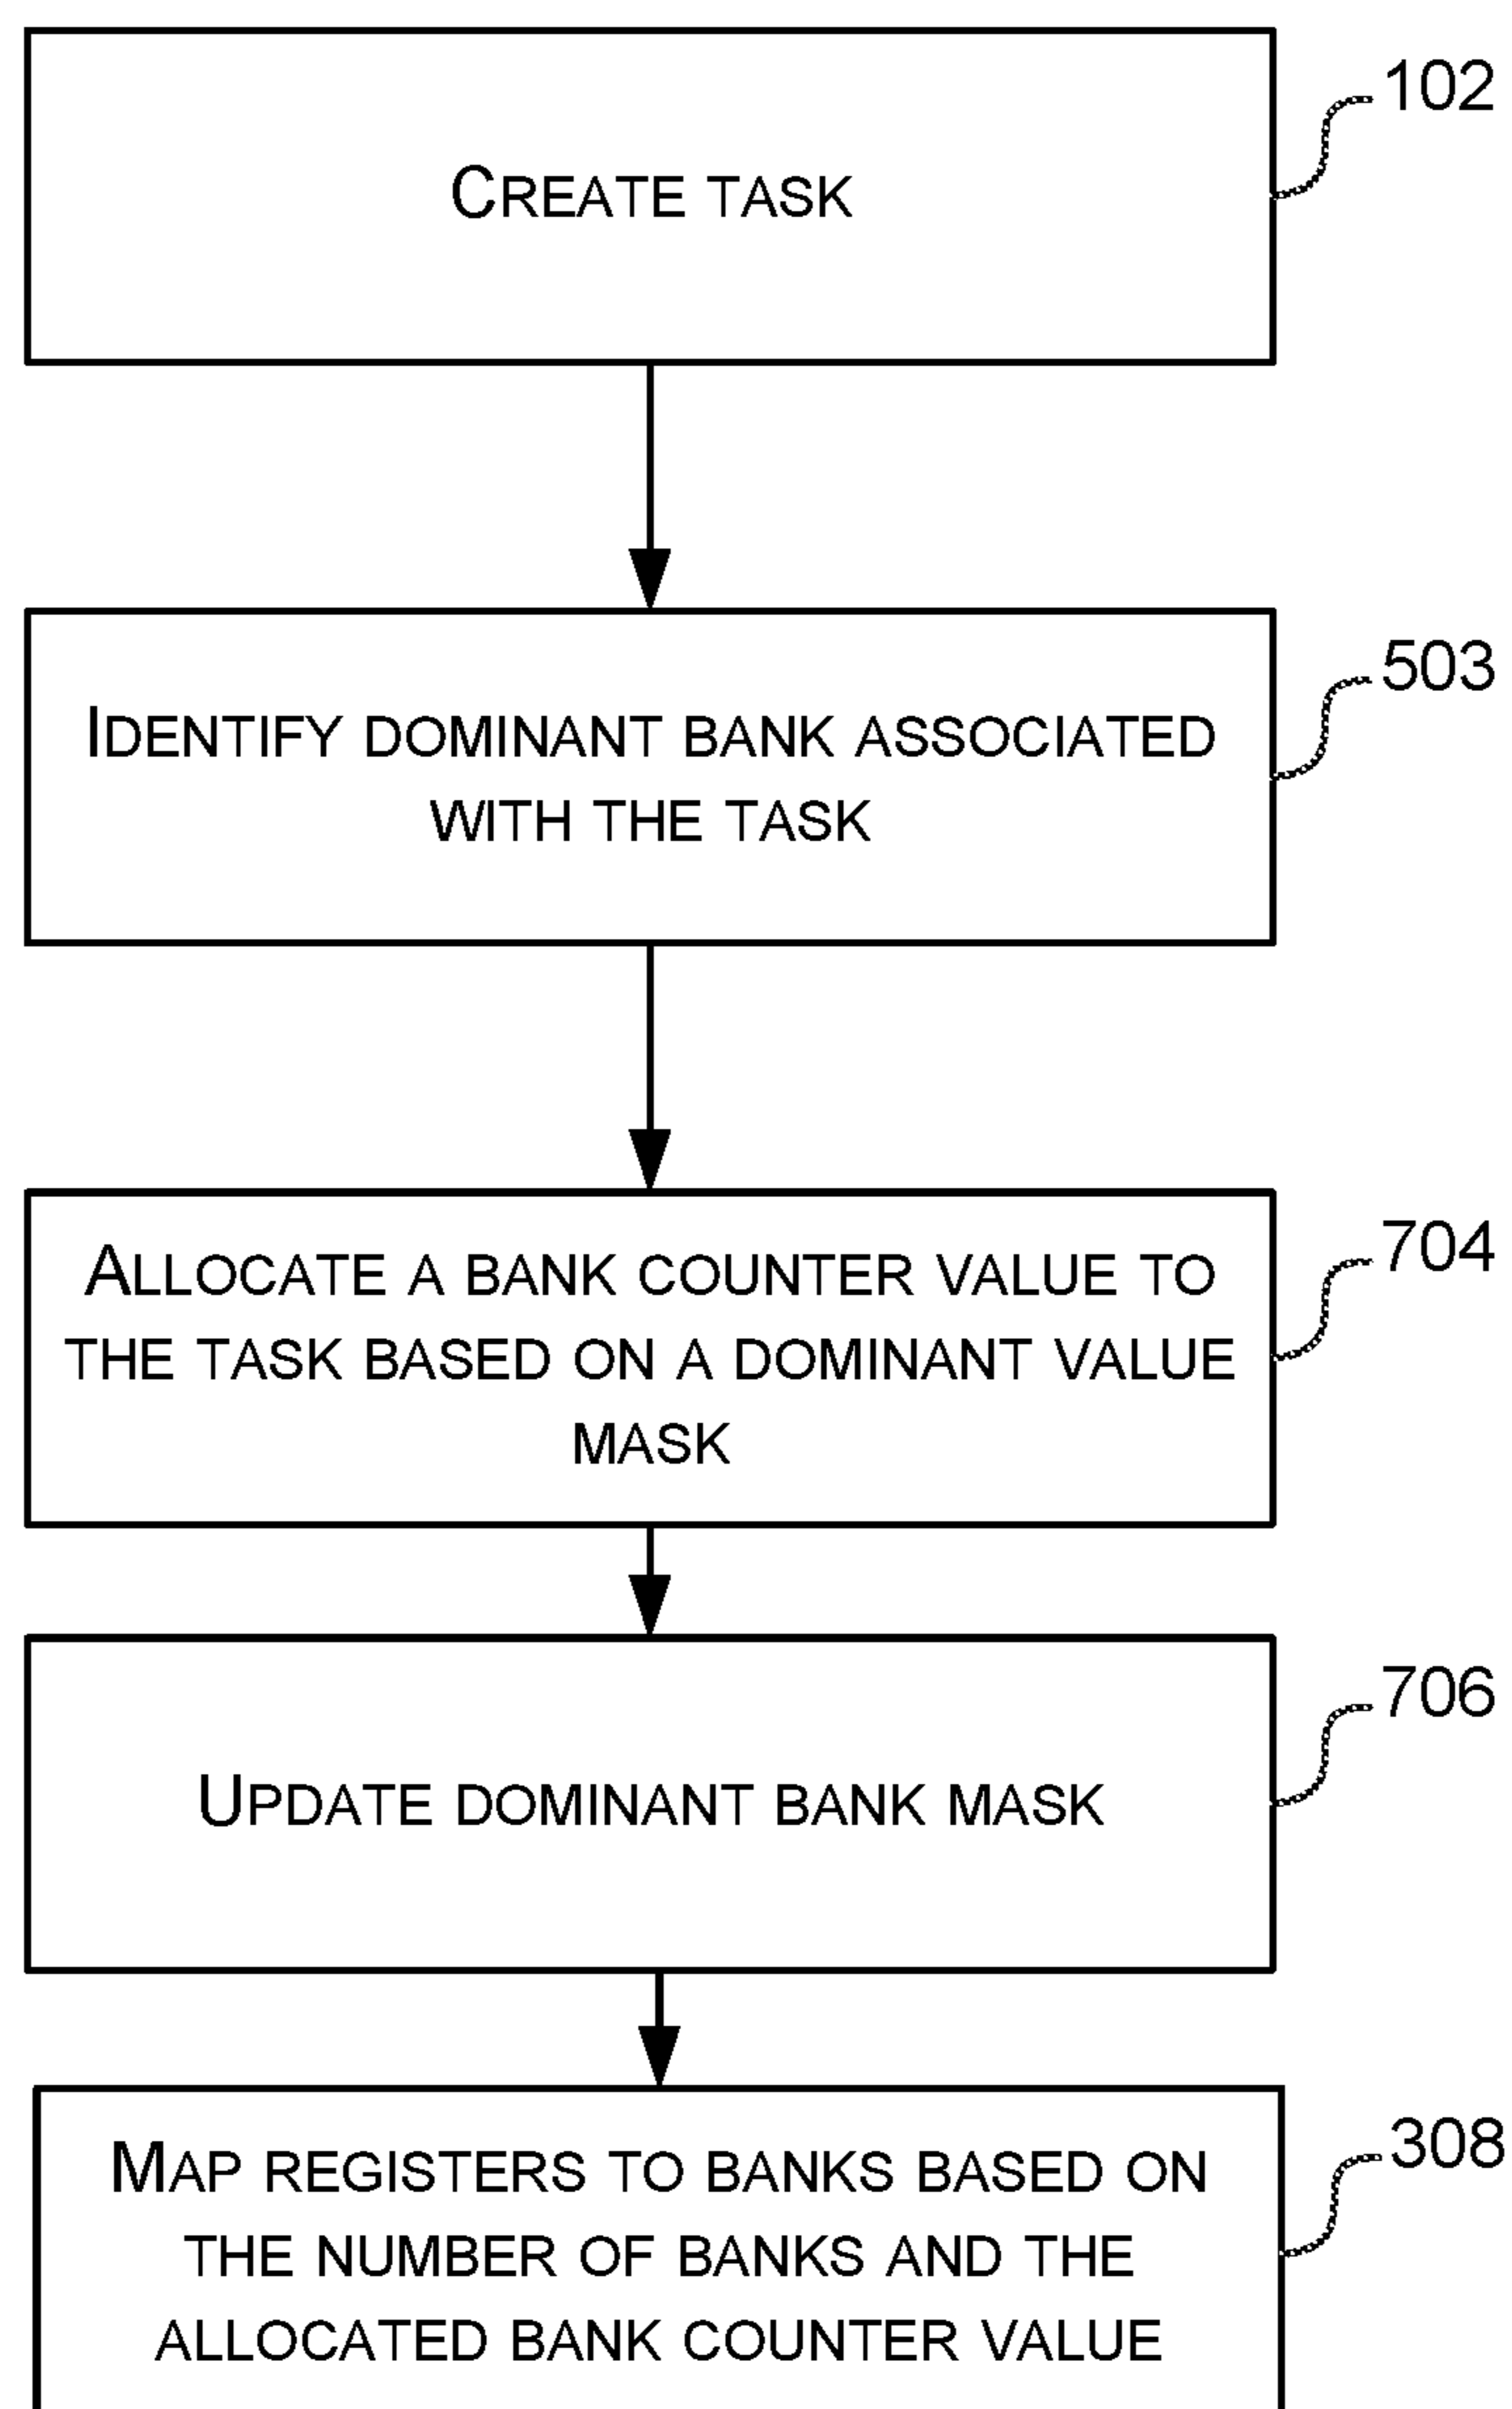 102
CREATE TASK
503
IDENTIFY DOMINANT BANK ASSOCIATED
WITH THE TASK
704
ALLOCATE A BANK COUNTER VALUE TO
THE TASK BASED ON A DOMINANT VALUE
MASK
706
UPDATE DOMINANT BANK MASK
308
MAP REGISTERS TO BANKS BASED ON
THE NUMBER OF BANKS AND THE
ALLOCATED BANK COUNTER VALUE